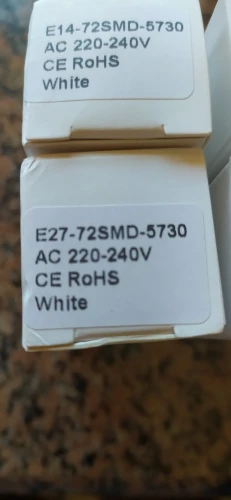 E14-72SMD-5730
AC 220-240V
CE RoHS
White
E27-72SMD-5730
AC 220-240V
CE RoHS
White